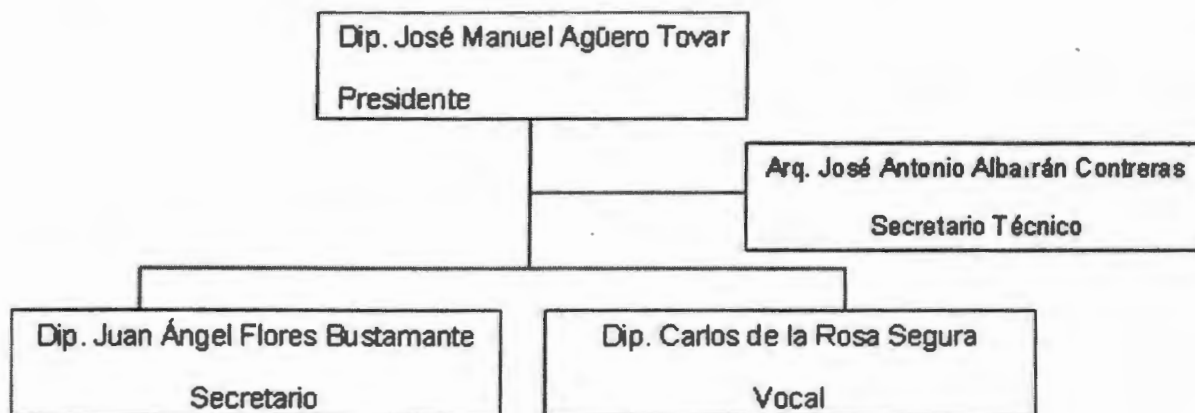 Dip. José Manuel Agüero Tovar
Presidente
Arq. José Antonio Albarrán Contreras
Secretario Técnico
Dip. Juan Ángel Flores Bustamante
Secretario
Dip. Carlos de la Rosa Segura
Vocal